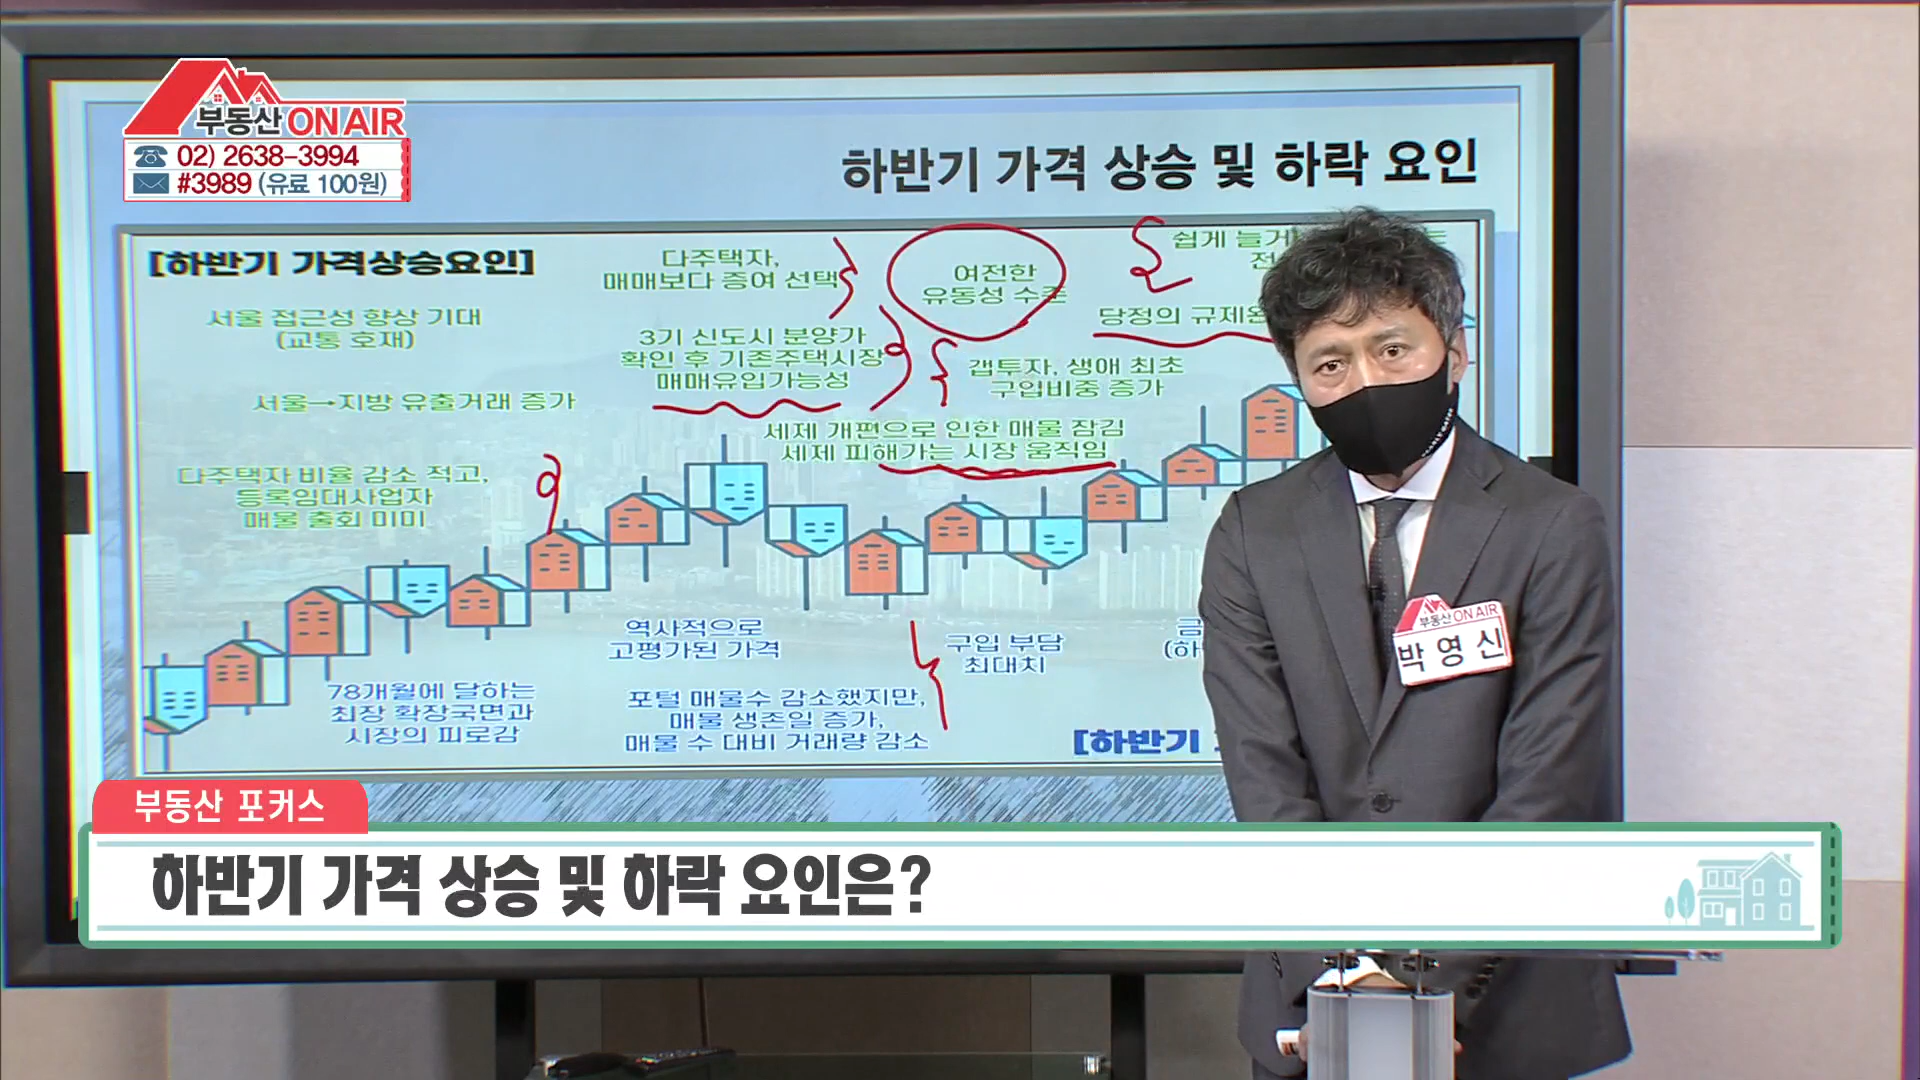 부동산 ON AIR
02) 2638-3994
#3989 (유료 100원)
하반기 가격 상승 및 하락 요인
[하반기 가격상승요인]
다주택자,
매매보다 증여 선택
여전한
유동성 수준
쉽게 늘
서울 접근성 향상 기대
(교통 호재)
3기 신도시 분양가
확인 후 기존주택시장
매매유입가능성
당정의 규제완
갭투자, 생애 최초
구입비중 증가
서울→지방 유출거래 증가
세제 개편으로 인한 매물 잠김
세제 피해가는 시장 움직임
다주택자 비율 감소 적고,
등록임대사업자
매물 출회 미미
역사적으로
고평가된 가격
구입 부담
최대치
금
(하
78개월에 달하는
최장 확장국면과
시장의 피로감
포털 매물수 감소했지만,
매물 생존일 증가,
매물 수 대비 거래량 감소
[하반기
부동산 ON AIR
박영신
부동산 포커스
하반기 가격 상승 및 하락 요인은?